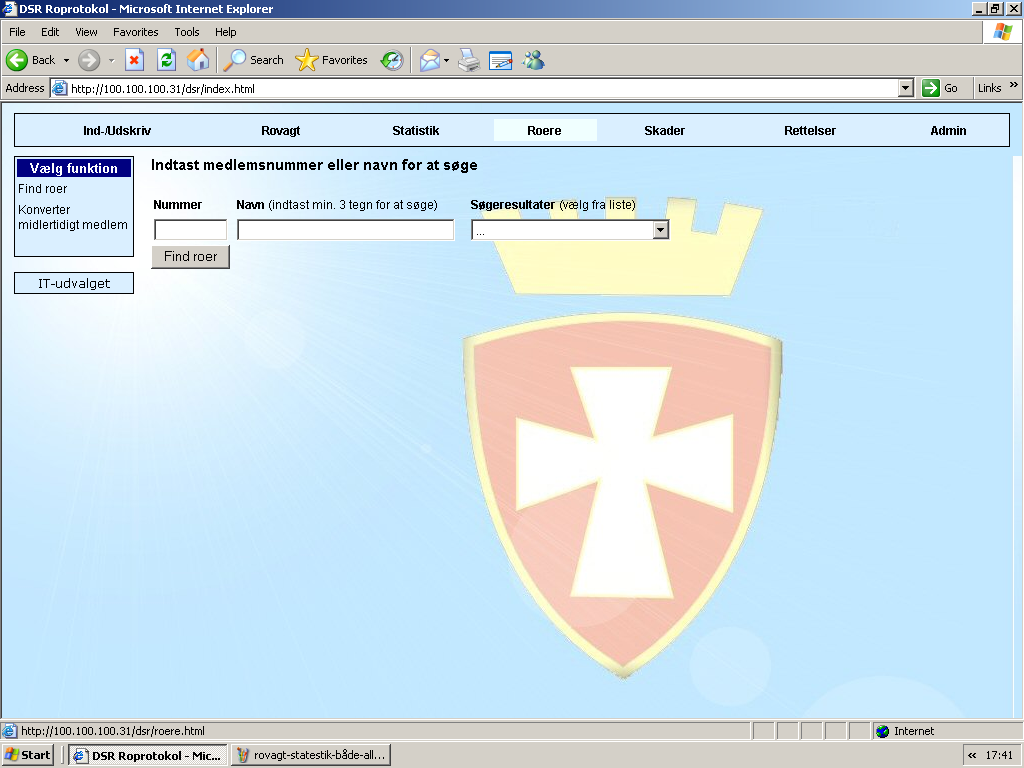 DSR Roprotokol - Microsoft Internet Explorer
File Edit View Favorites Tools Help
Back Search Favorites
Address http://100.100.100.31/dsr/index.html Go Links »
Ind-/Udskriv Rovagt Statistik Roere Skader Rettelser Admin
Vælg funktion
Find roer
Konverter
midlertidigt medlem
IT-udvalget
Indtast medlemsnummer eller navn for at søge
Nummer Navn (indtast min. 3 tegn for at søge) Søgeresultater (vælg fra liste)
...
Find roer
http://100.100.100.31/dsr/roere.html Internet
Start DSR Roprotokol - Mic... rovagt-statestik-både-all... « 17:41